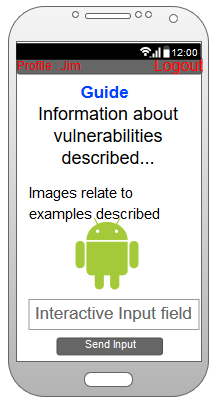 12:00
Profile: Jim
Logout
Guide
Information about
vulnerabilities
described...
Images relate to
examples described
Interactive Input field
Send Input